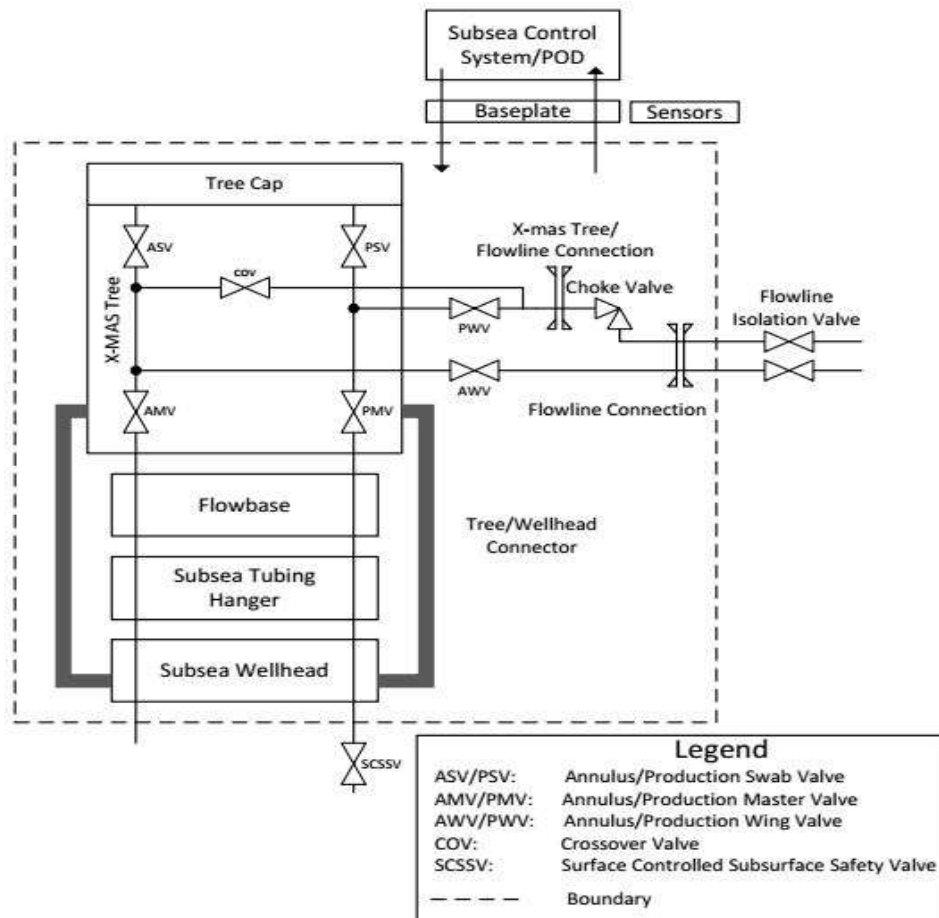 Subsea Control
System/POD
Baseplate
Sensors
Tree Cap
X-mas Tree/
Flowline Connection
ASV
PSV
COV
Choke Valve
Flowline
Isolation Valve
X-MAS Tree
PWV
AWV
AMV
PMV
Flowline Connection
Flowbase
Tree/Wellhead
Connector
Subsea Tubing
Hanger
Subsea Wellhead
SCSSV
Legend
ASV/PSV: Annulus/Production Swab Valve
AMV/PMV: Annulus/Production Master Valve
AWV/PWV: Annulus/Production Wing Valve
COV: Crossover Valve
SCSSV: Surface Controlled Subsurface Safety Valve
Boundary